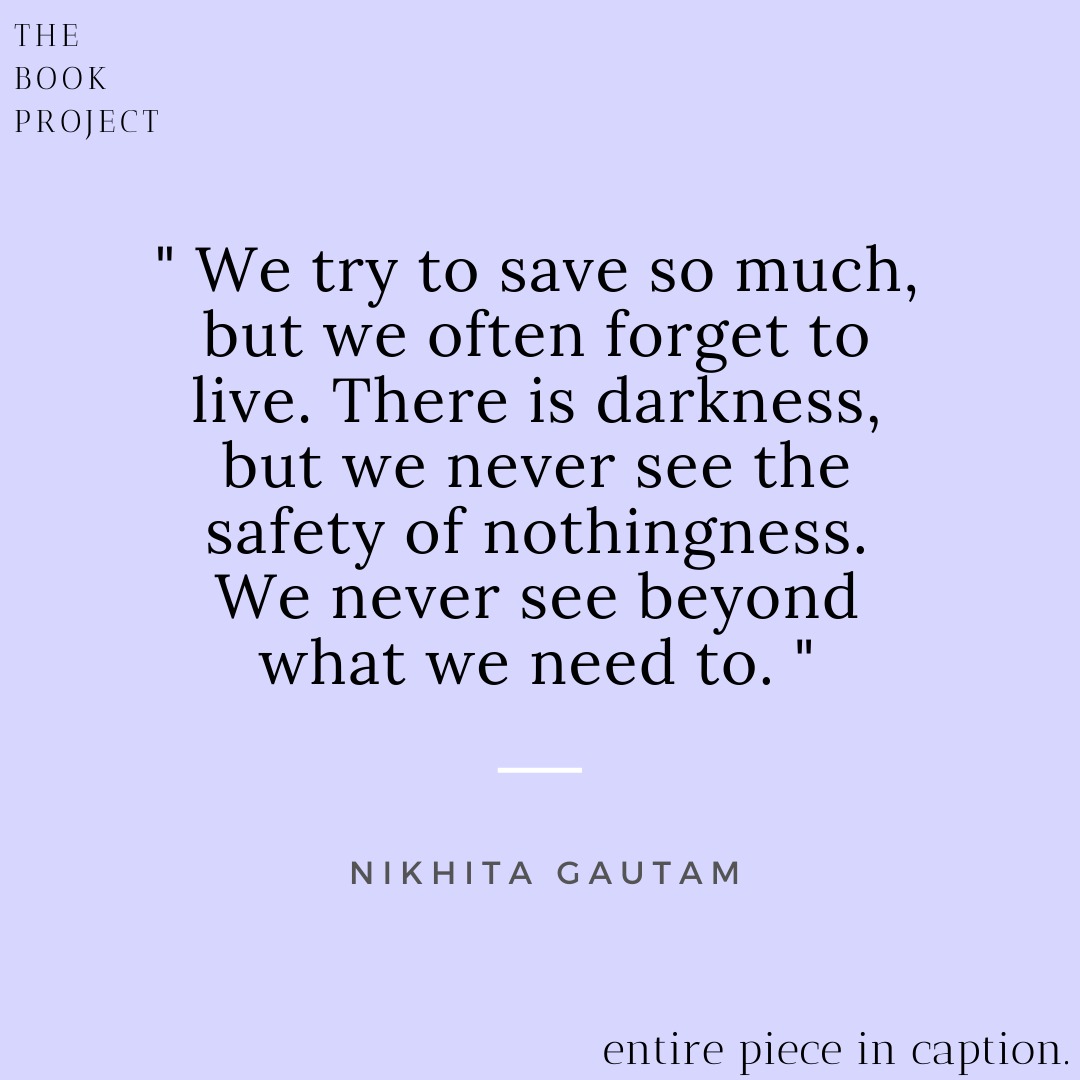 THE
BOOK
PROJECT
" We try to save so much,
but we often forget to
live. There is darkness,
but we never see the
safety of nothingness.
We never see beyond
what we need to. "
NIKHITA GAUTAM
entire piece in caption.